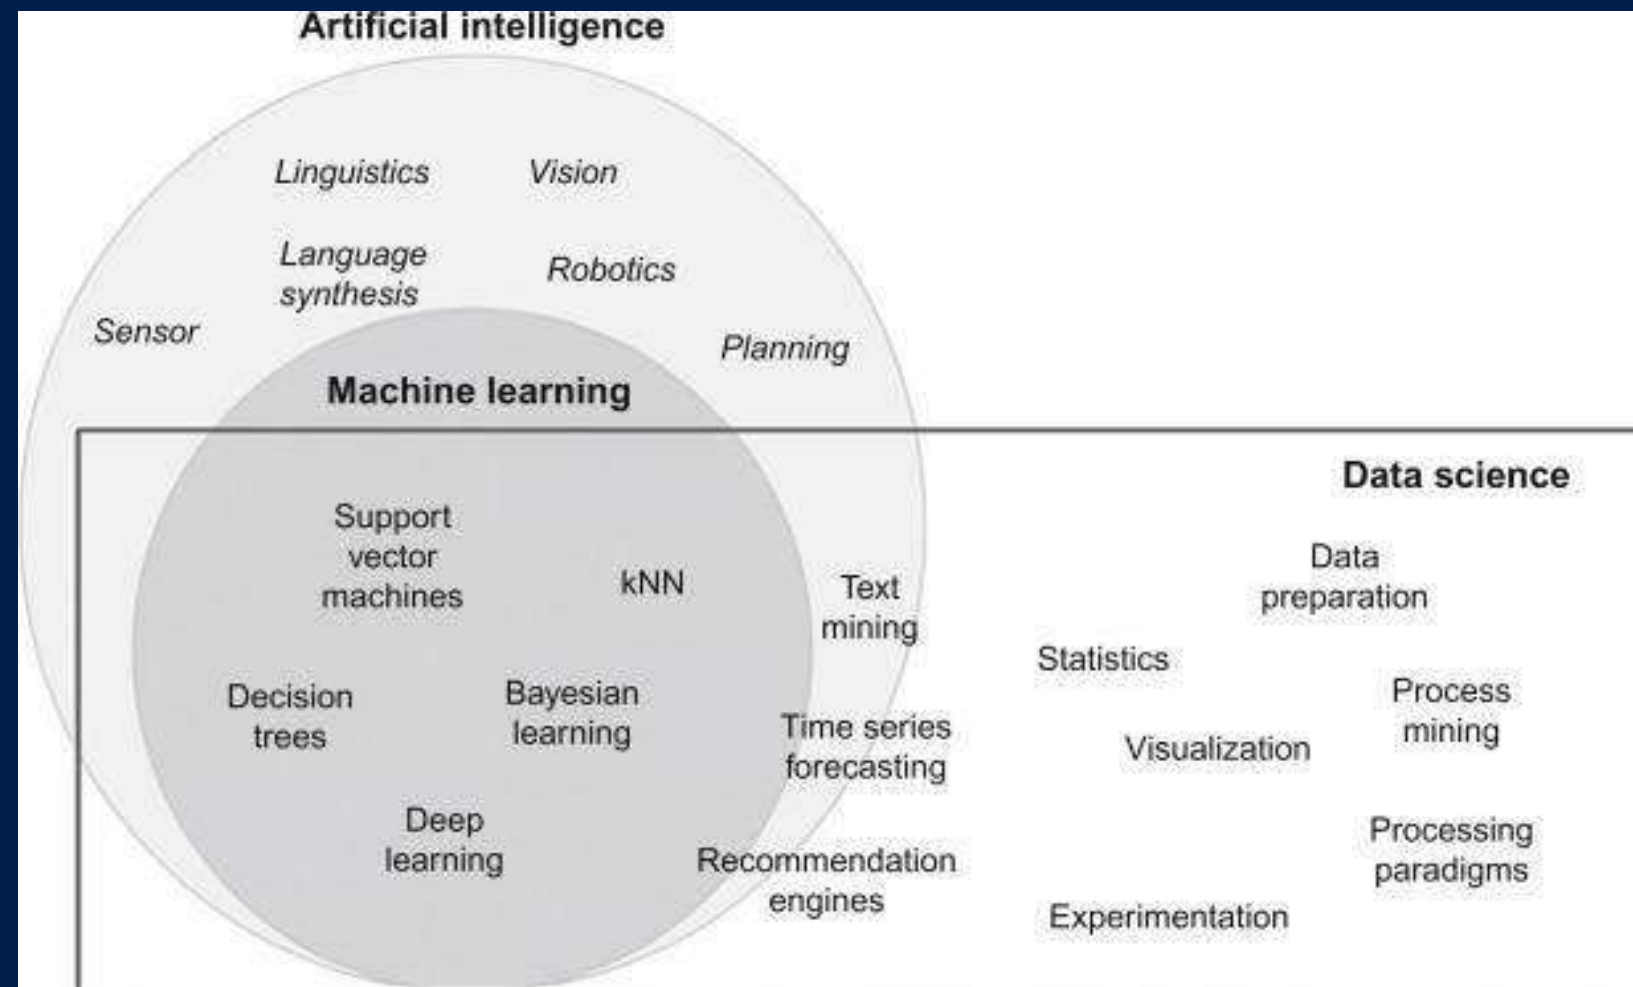 Artificial intelligence
Linguistics
Vision
Language
synthesis
Robotics
Sensor
Planning
Machine learning
Data science
Support
vector
machines
kNN
Text
mining
Data
preparation
Statistics
Decision
trees
Bayesian
learning
Time series
forecasting
Visualization
Process
mining
Deep
learning
Recommendation
engines
Processing
paradigms
Experimentation